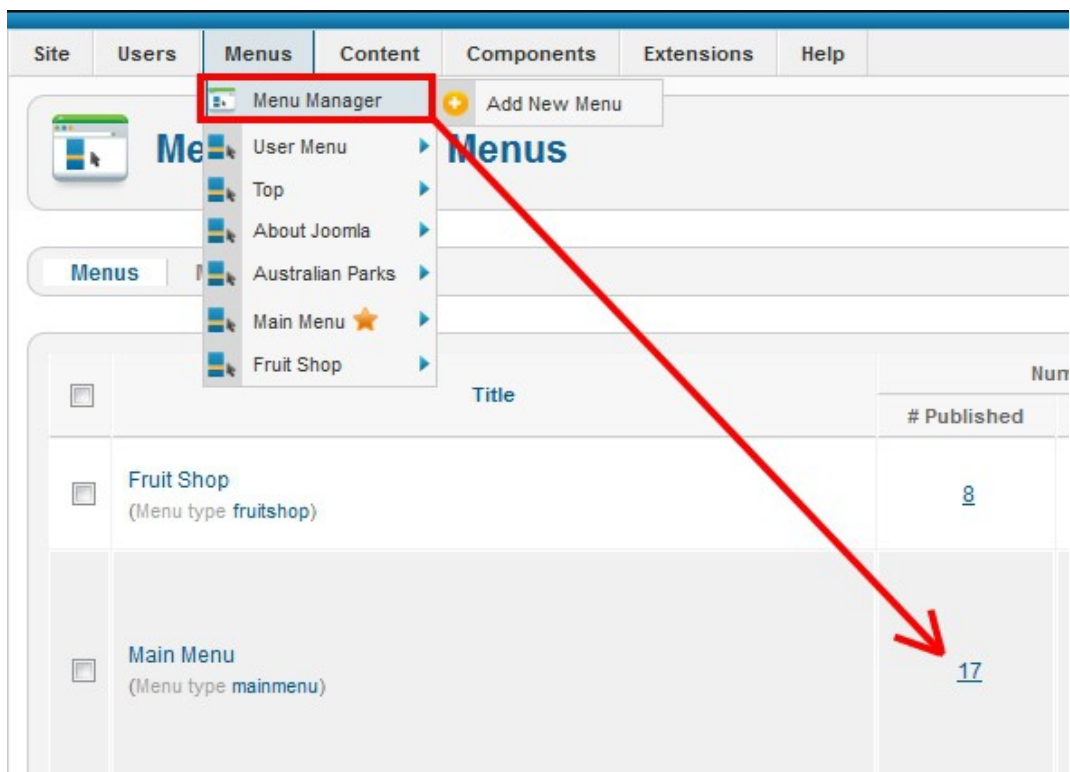 Site Users Menus Content Components Extensions Help
Menu Manager
Add New Menu
Me Menus
User Menu
Top
About Joomla
Menus
Australian Parks
Main Menu
Fruit Shop
Title
Num
# Published
Fruit Shop
(Menu type fruitshop)
8
Main Menu
(Menu type mainmenu)
17